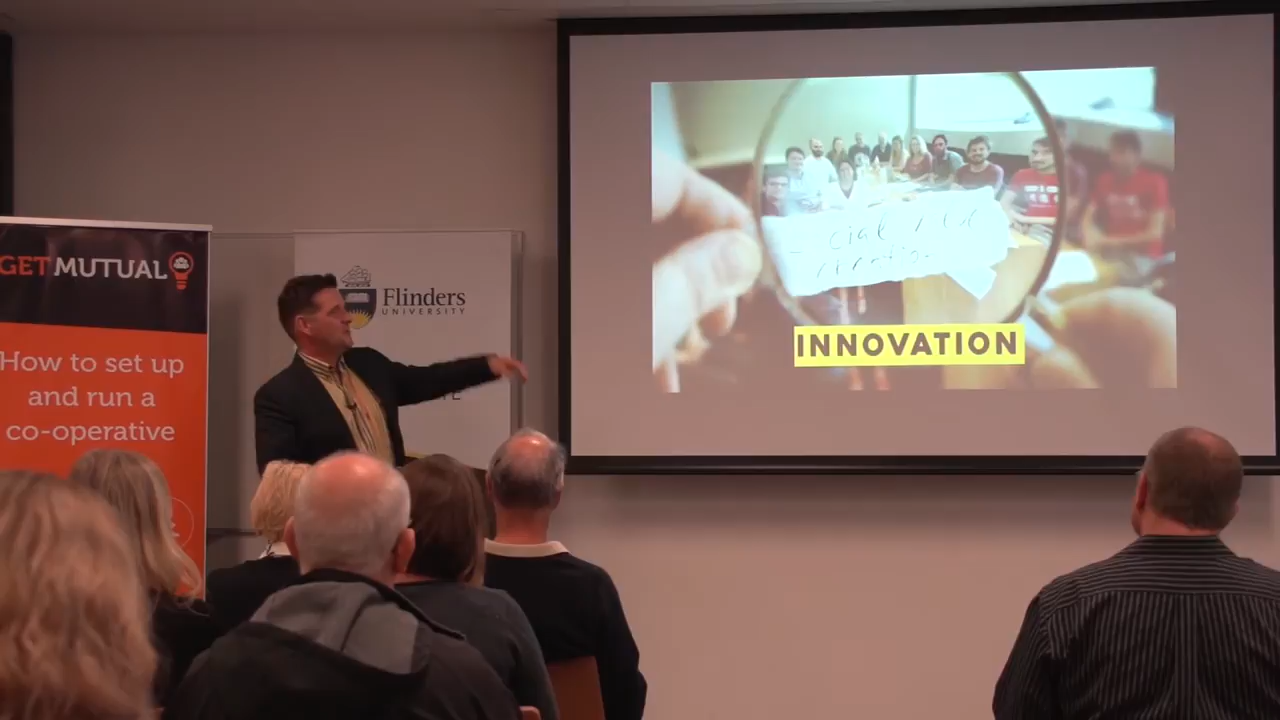 GET MUTUAL
How to set up
and run a
co-operative
Flinders
UNIVERSITY
INNOVATION